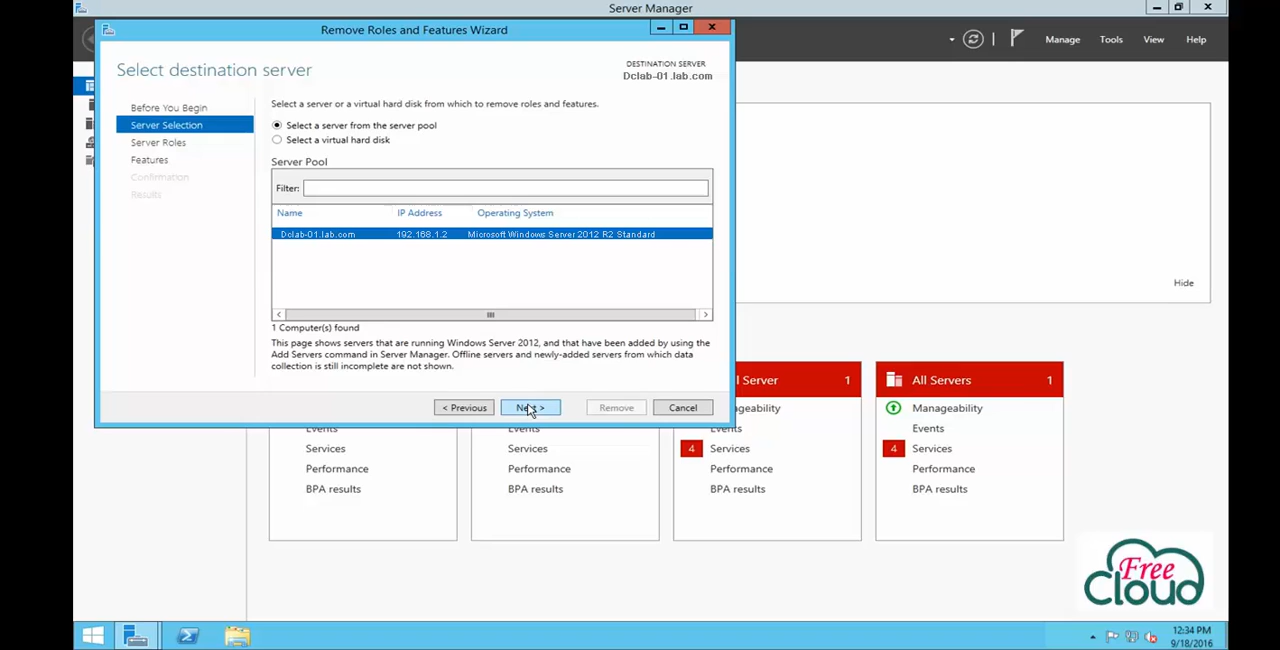 Server Manager
Remove Roles and Features Wizard
Manage
Tools
View
Help
Select destination server
DESTINATION SERVER
Dclab-01.lab.com
Before You Begin
Server Selection
Server Roles
Features
Confirmation
Results
Select a server or a virtual hard disk from which to remove roles and features.
Select a server from the server pool
Select a virtual hard disk
Server Pool
Filter:
Name IP Address Operating System
Dclab-01.lab.com 192.168.1.2 Microsoft Windows Server 2012 R2 Standard
1 Computer(s) found
This page shows servers that are running Windows Server 2012, and that have been added by using the
Add Servers command in Server Manager. Offline servers and newly-added servers from which data
collection is still incomplete are not shown.
< Previous
Remove
Cancel
Hide
Events
Services
Performance
BPA results
Events
Services
Performance
BPA results
Server 1
4 Services
Performance
BPA results
All Servers 1
Manageability
Events
4 Services
Performance
BPA results
Free
Cloud
12:34 PM
9/18/2016